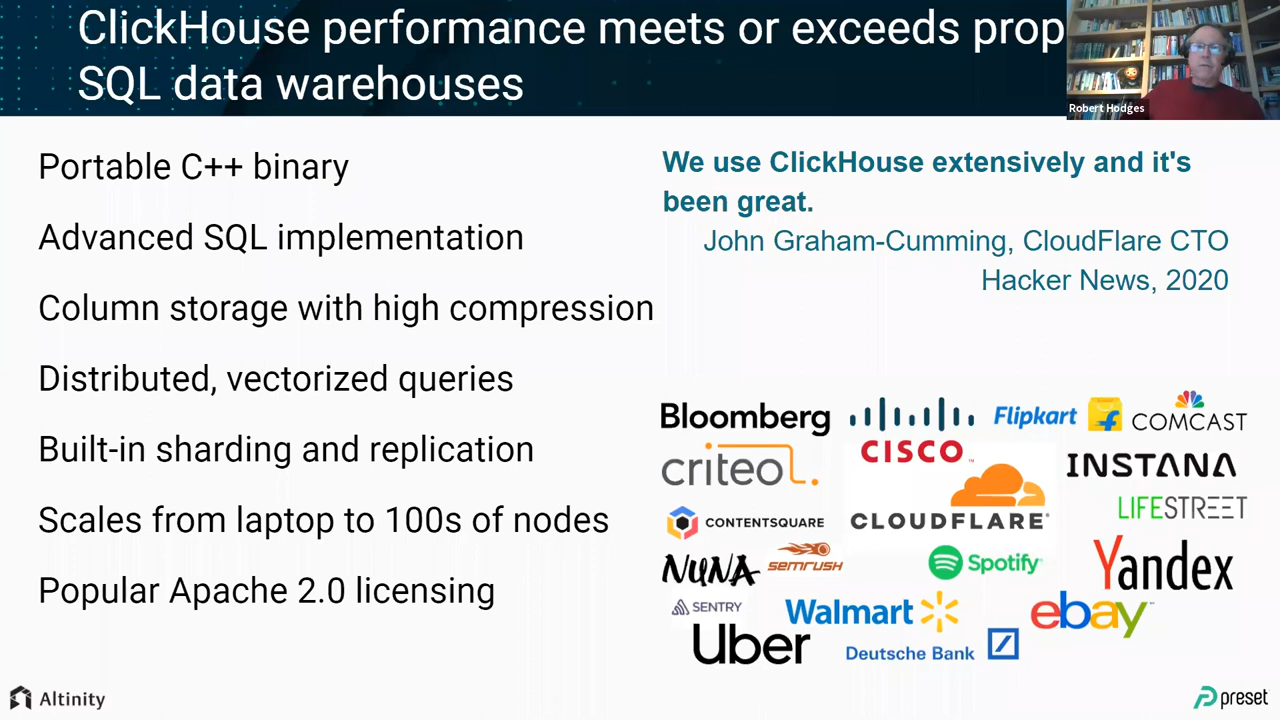 ClickHouse performance meets or exceeds prop
SQL data warehouses
Robert Hodges
Portable C++ binary
Advanced SQL implementation
Column storage with high compression
Distributed, vectorized queries
Built-in sharding and replication
Scales from laptop to 100s of nodes
Popular Apache 2.0 licensing
We use ClickHouse extensively and it's
been great.
John Graham-Cumming, CloudFlare CTO
Hacker News, 2020
Bloomberg
CISCO
Flipkart
COMCAST
criteo
INSTANA
CLOUDFLARE
LIFESTREET
CONTENTSQUARE
NUNA
semrush
Spotify
Yandex
SENTRY
Walmart
ebay
Uber
Deutsche Bank
Altinity
preset